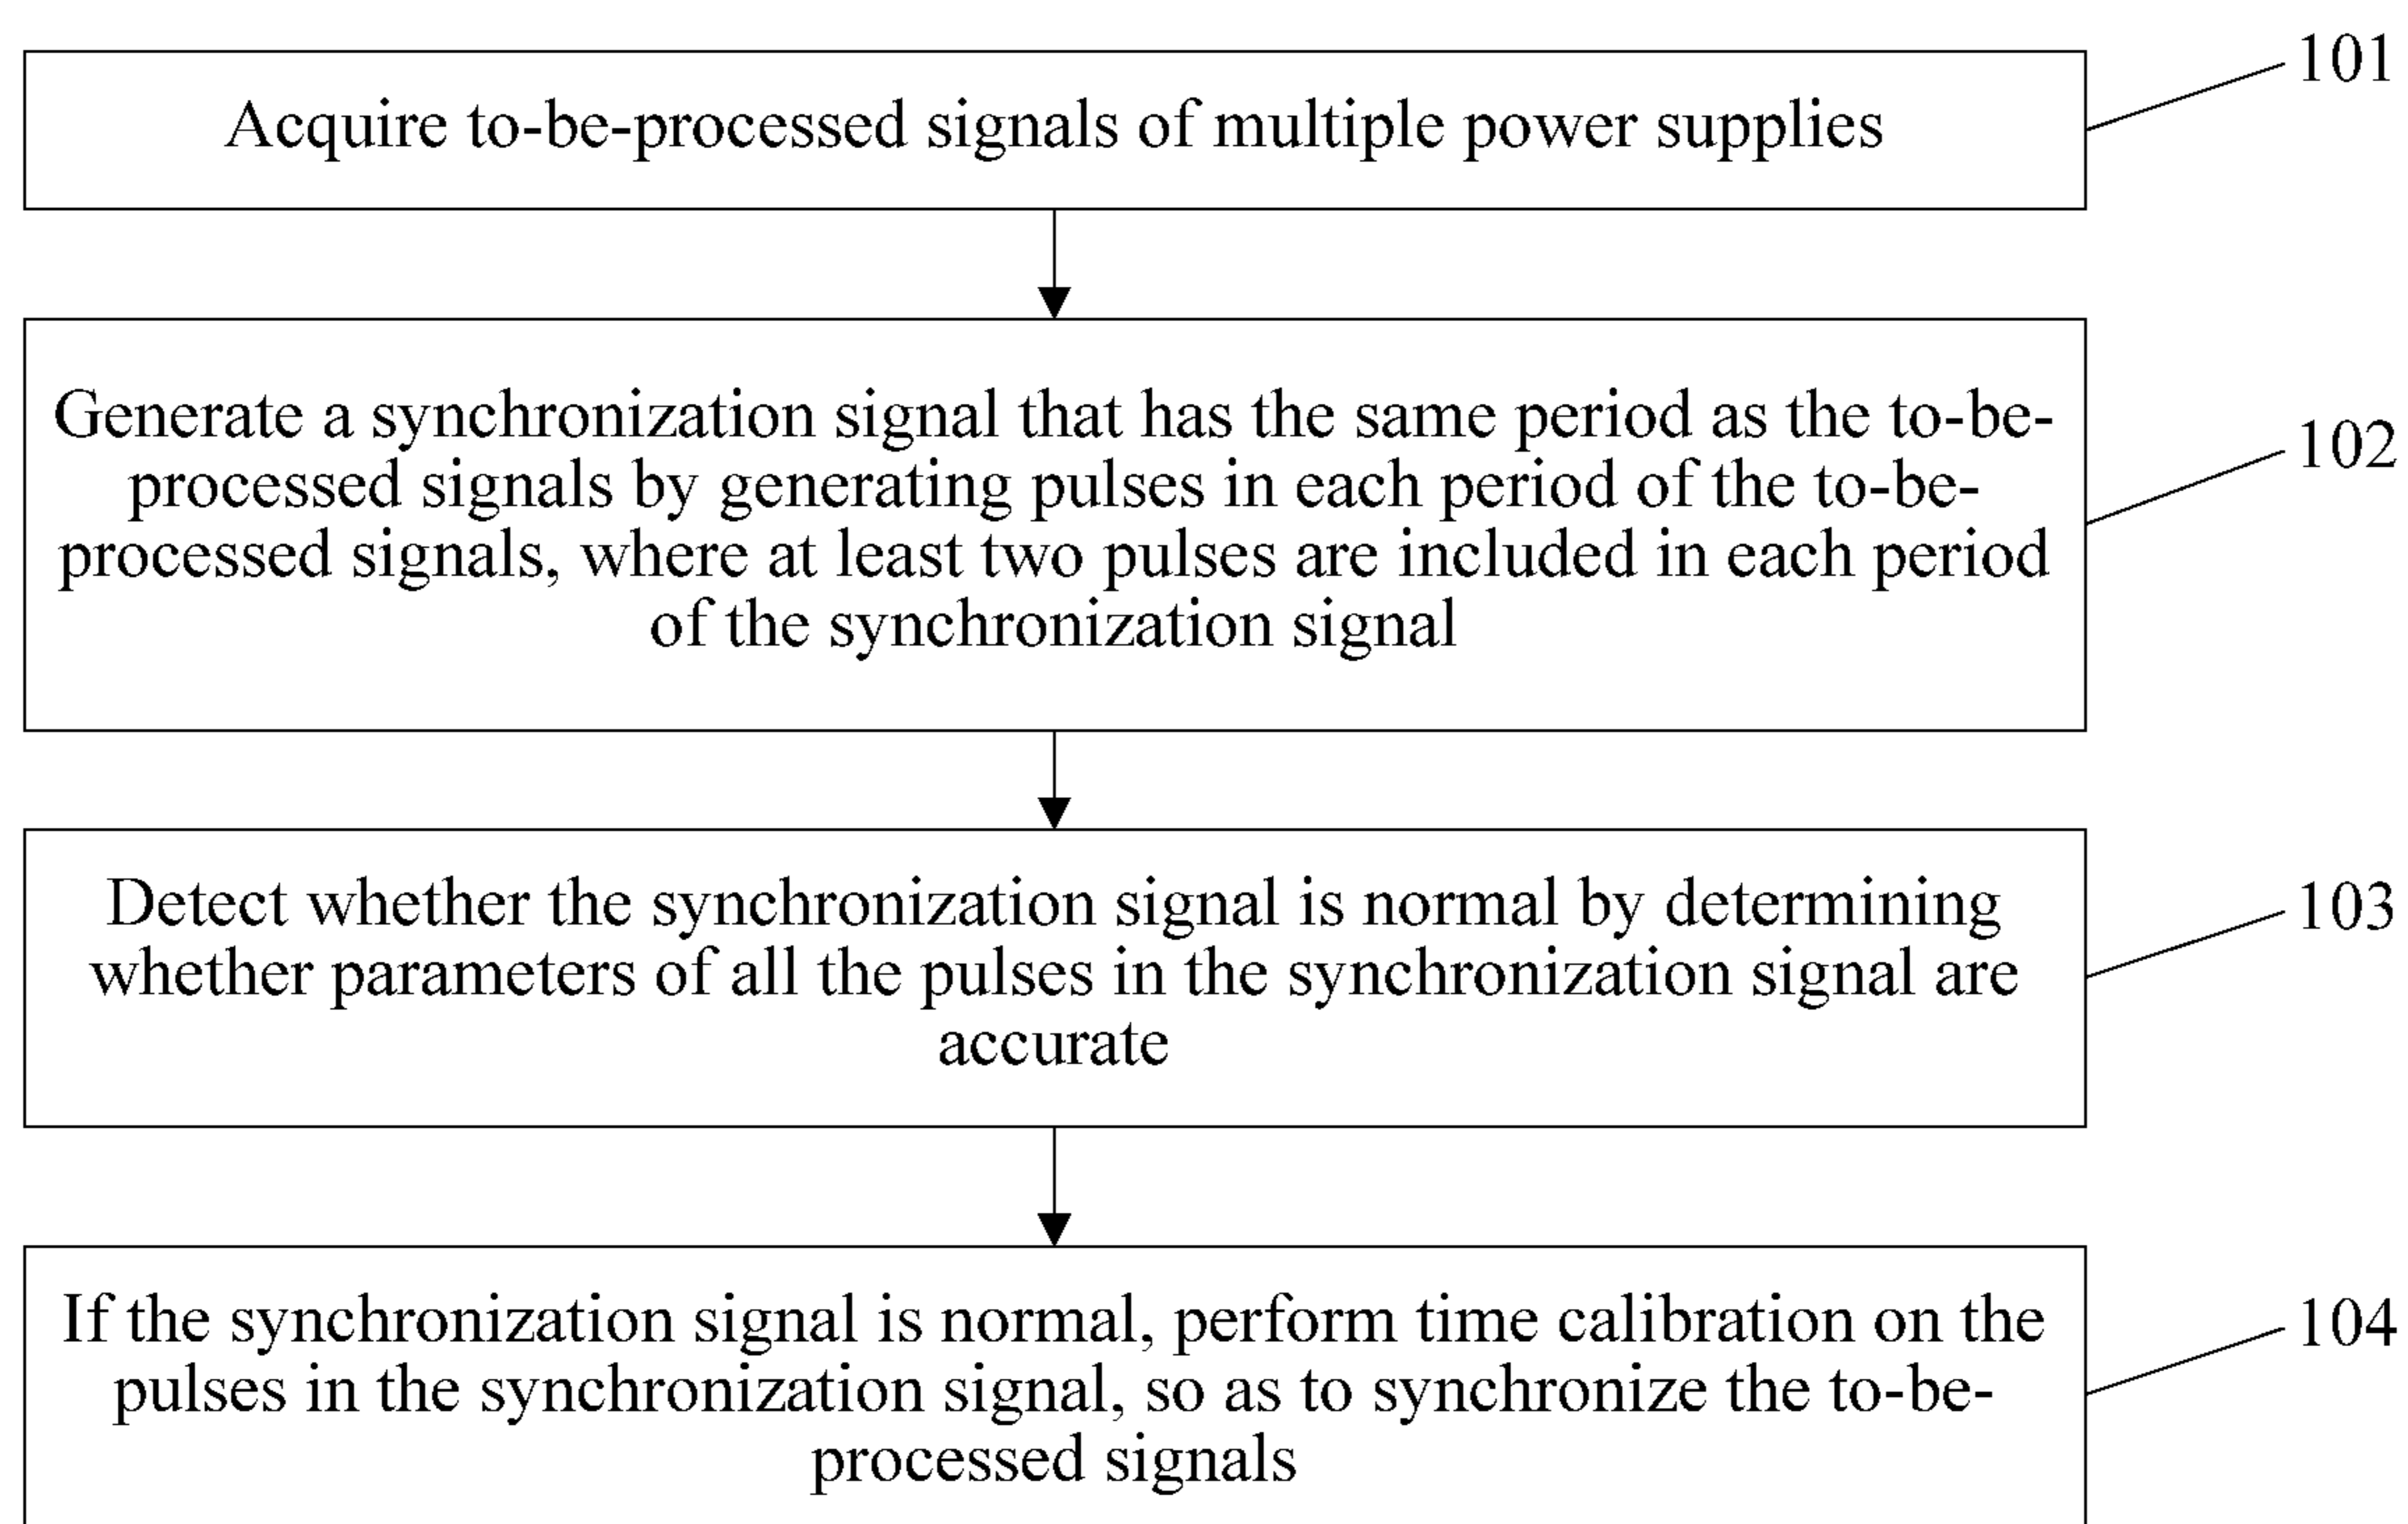 101
Acquire to-be-processed signals of multiple power supplies
Generate a synchronization signal that has the same period as the to-be-
processed signals by generating pulses in each period of the to-be-
processed signals, where at least two pulses are included in each period
of the synchronization signal
102
Detect whether the synchronization signal is normal by determining
whether parameters of all the pulses in the synchronization signal are
accurate
103
If the synchronization signal is normal, perform time calibration on the
pulses in the synchronization signal, so as to synchronize the to-be-
processed signals
104